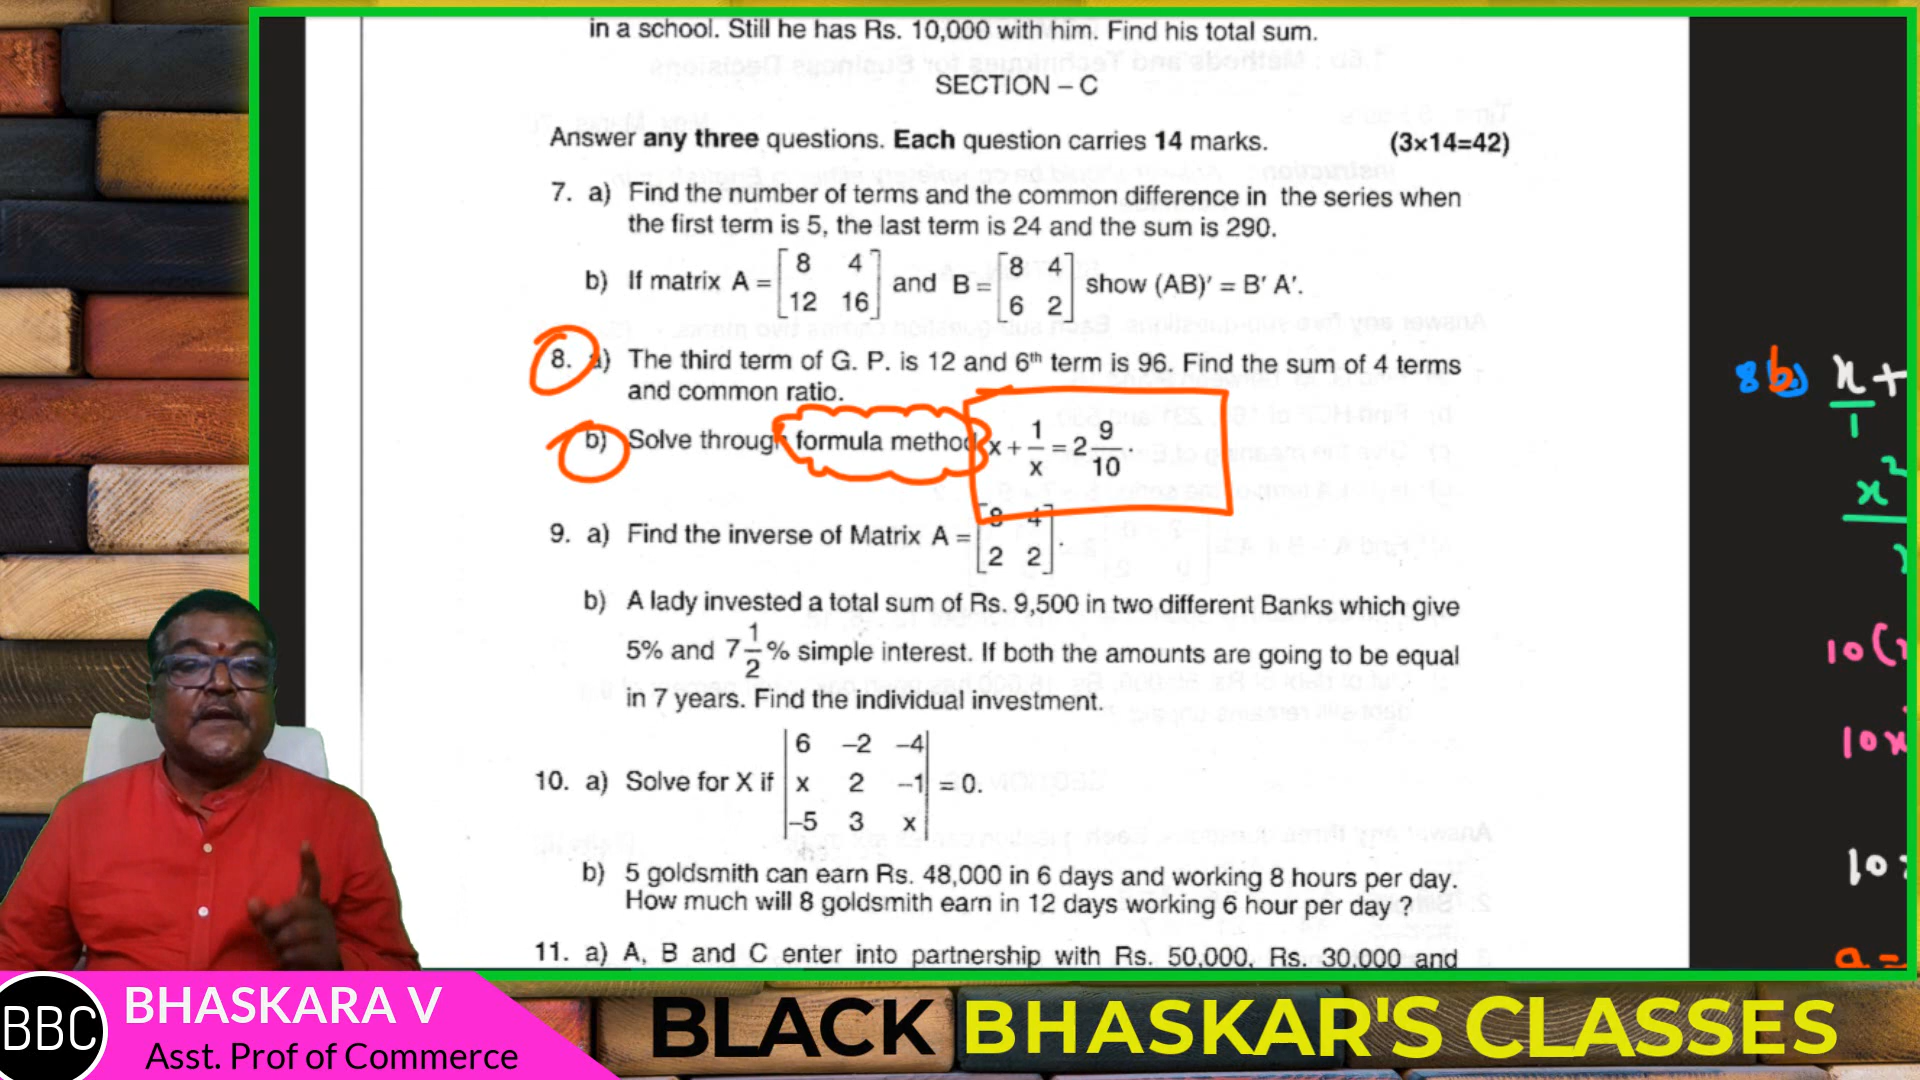 in a school. Still he has Rs. 10,000 with him. Find his total sum.
SECTION – C
Answer any three questions. Each question carries 14 marks. (3×14=42)
7. a) Find the number of terms and the common difference in the series when
the first term is 5, the last term is 24 and the sum is 290.
b) If matrix A = [8 4 12 16] and B = [8 4 6 2] show (AB)′ = B′ A′.
8. a) The third term of G. P. is 12 and 6th term is 96. Find the sum of 4 terms
and common ratio.
b) Solve through formula method x + 1/x = 2 9/10.
9. a) Find the inverse of Matrix A = [8 4 2 2].
b) A lady invested a total sum of Rs. 9,500 in two different Banks which give
5% and 7 1/2 % simple interest. If both the amounts are going to be equal
in 7 years. Find the individual investment.
10. a) Solve for X if |6 –2 –4 x 2 –1 –5 3 x| = 0.
b) 5 goldsmith can earn Rs. 48,000 in 6 days and working 8 hours per day.
How much will 8 goldsmith earn in 12 days working 6 hour per day ?
11. a) A, B and C enter into partnership with Rs. 50,000, Rs. 30,000 and
8b) x +
1
x²
10(
10x
10
a =
BBC
BHASKARA V
Asst. Prof of Commerce
BLACK BHASKAR'S CLASSES